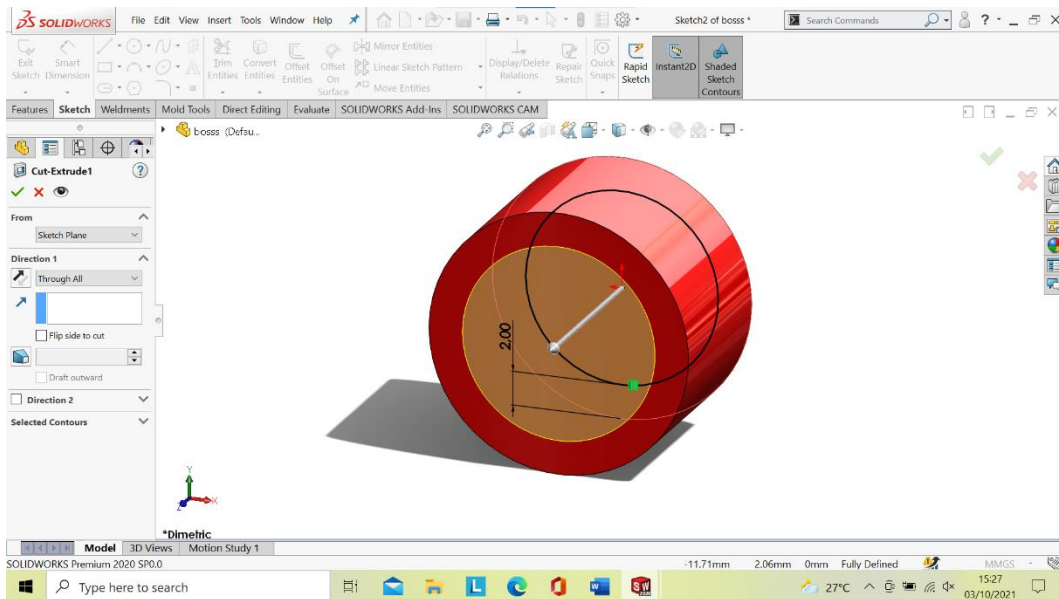 SOLIDWORKS File Edit View Insert Tools Window Help Sketch2 of bosss * Search Commands
Exit Sketch Smart Dimension Trim Entities Convert Entities Offset Entities Offset On Surface Mirror Entities Linear Sketch Pattern Move Entities Display/Delete Relations Repair Sketch Quick Snaps Rapid Sketch Instant2D Shaded Sketch Contours
Features Sketch Weldments Mold Tools Direct Editing Evaluate SOLIDWORKS Add-Ins SOLIDWORKS CAM
bosss (Defau...
Cut-Extrude1
From
Sketch Plane
Direction 1
Through All
Flip side to cut
Draft outward
Direction 2
Selected Contours
2,00
Y
X
Z
*Dimetric
Model 3D Views Motion Study 1
SOLIDWORKS Premium 2020 SP0.0 -11.71mm 2.06mm 0mm Fully Defined MMGS
Type here to search 27°C 15:27
03/10/2021